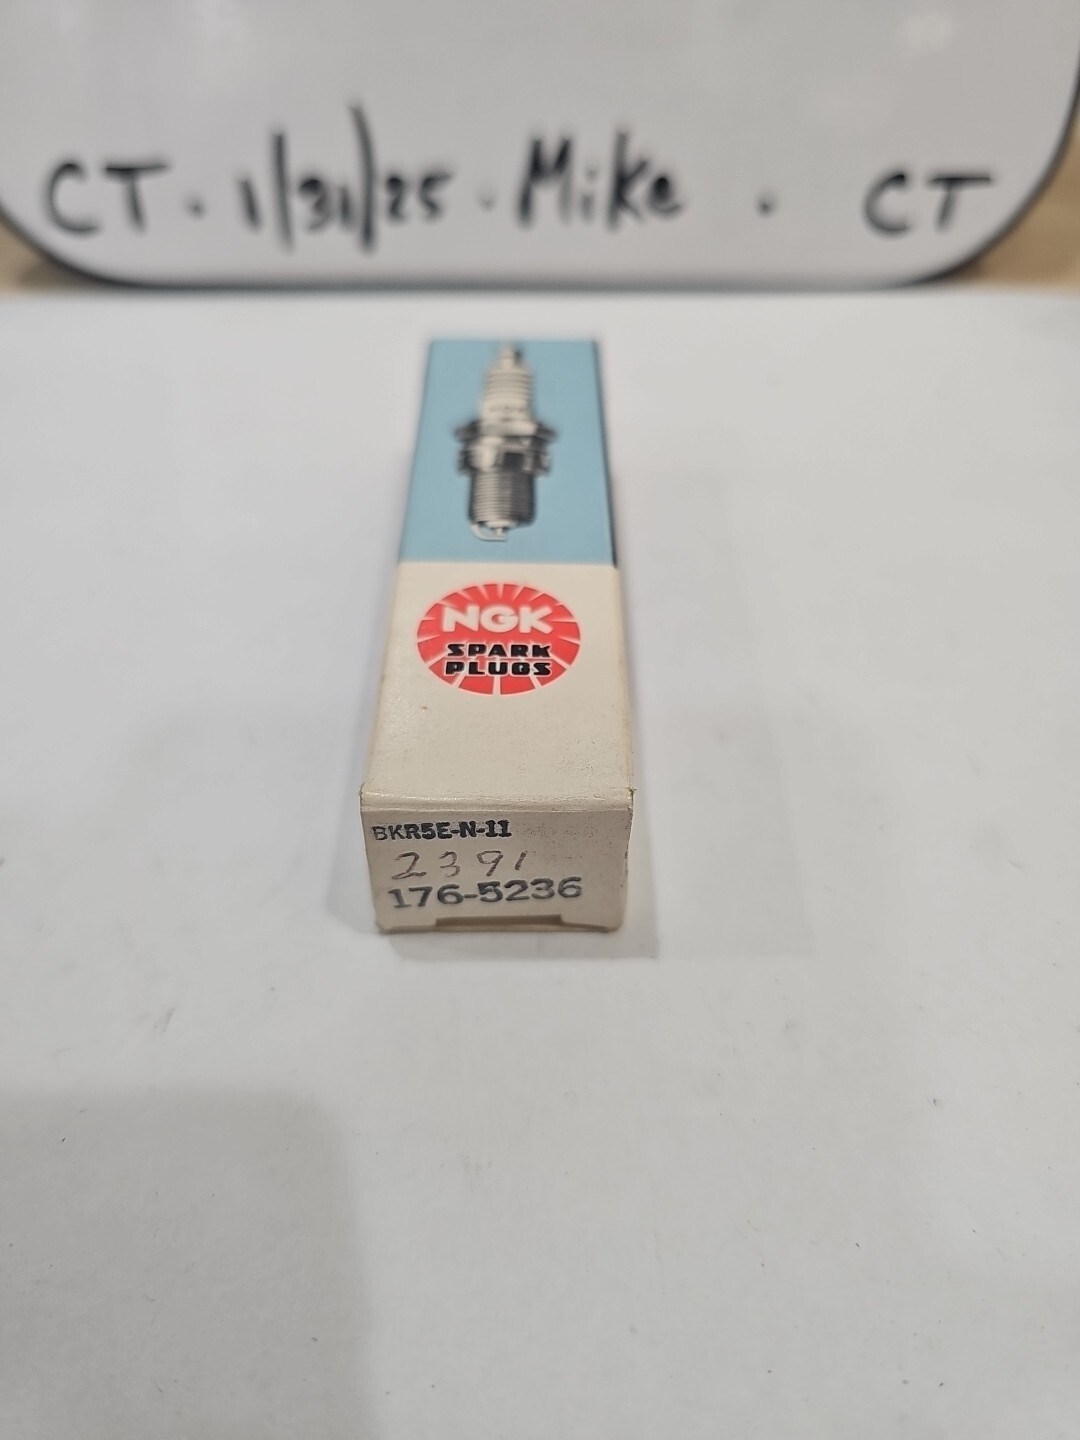 CT · 1/31/25 · Mike · CT
NGK
SPARK
PLUGS
BKR5E-N-11
2391
176-5236